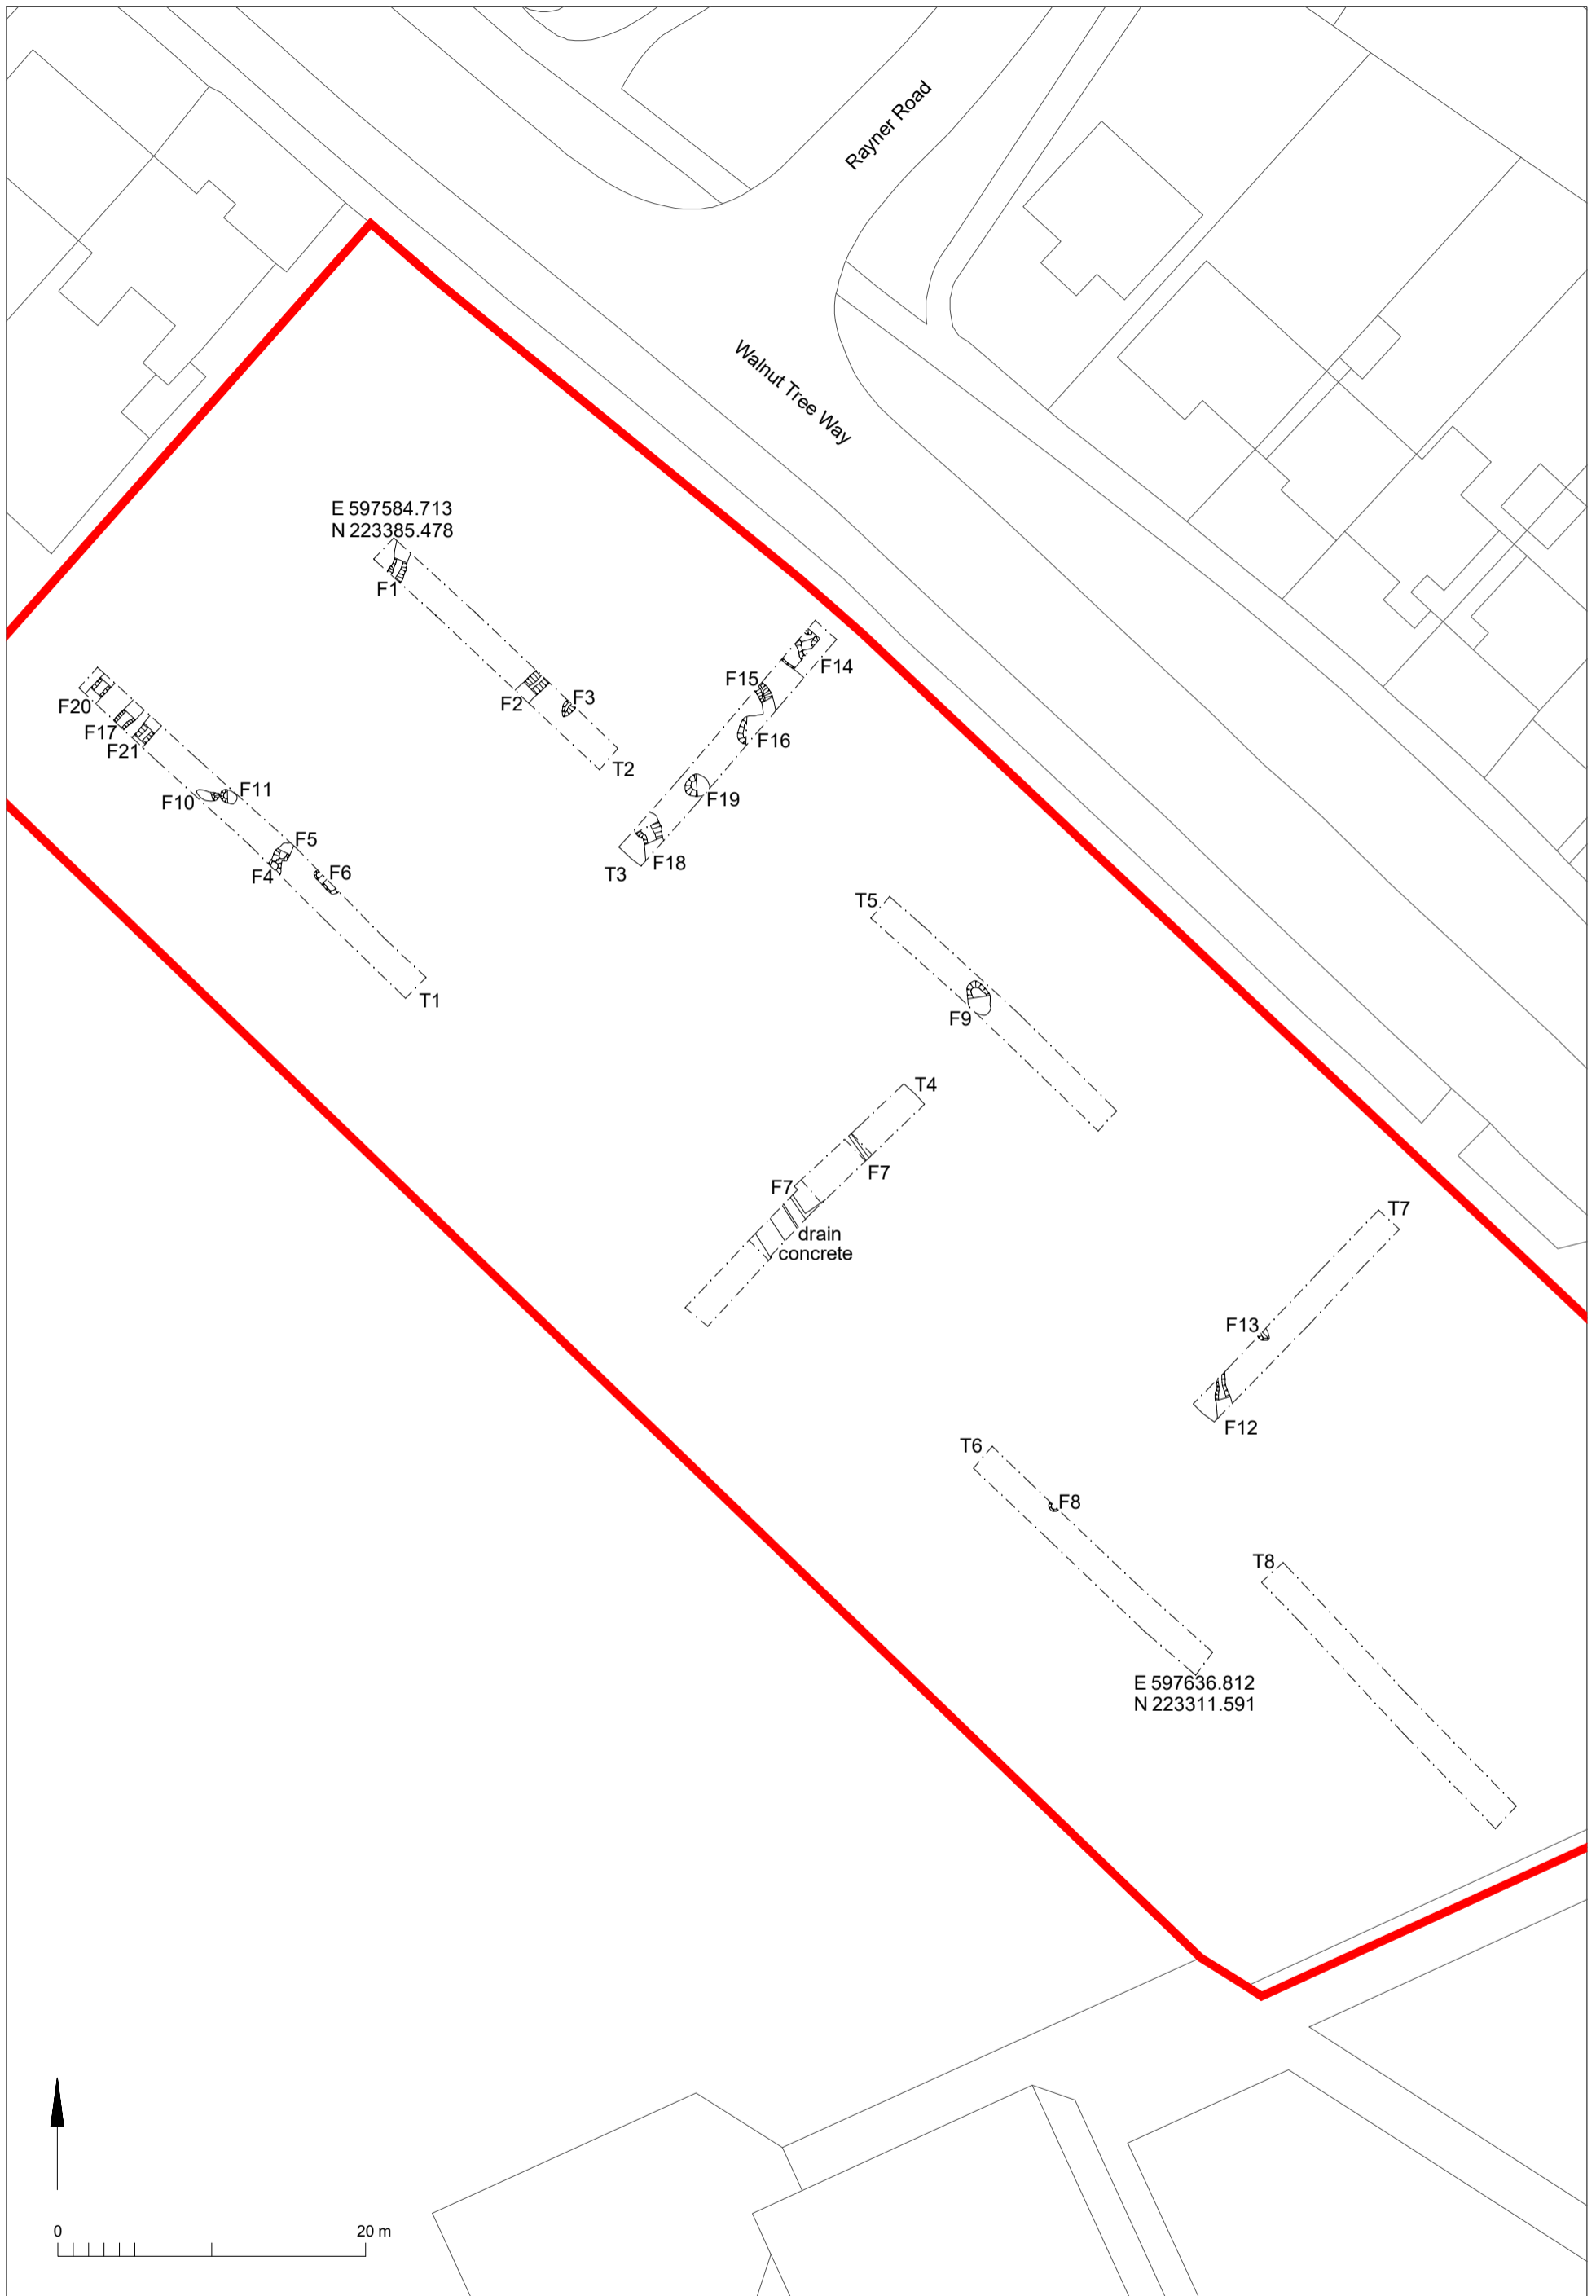 Rayner Road
Walnut Tree Way
E 597584.713
N 223385.478
F1
F2
F3
T2
F14
F15
F16
F19
F18
T3
F20
F17
F21
F10
F11
F5
F4
F6
T1
T5
F9
T4
F7
F7
drain
concrete
T7
F13
F12
T6
F8
T8
E 597636.812
N 223311.591
0
20 m